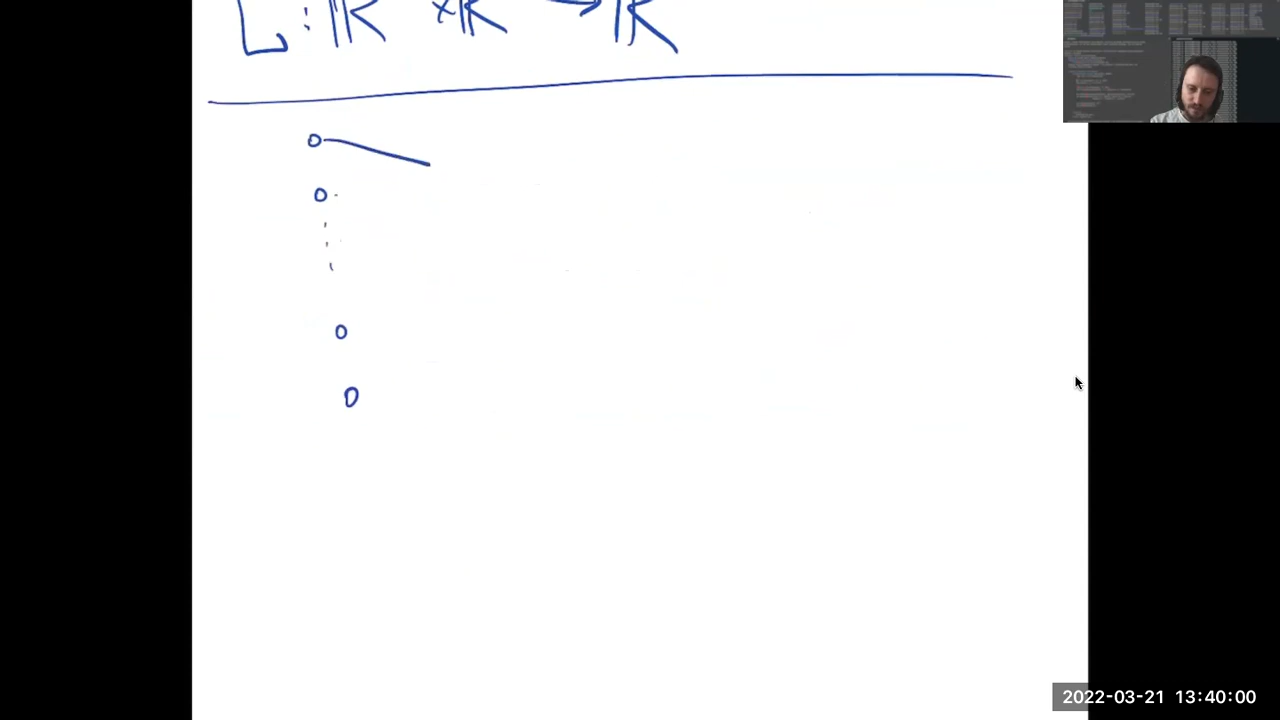 L : ℝ × ℝ → ℝ
2022-03-21 13:40:00